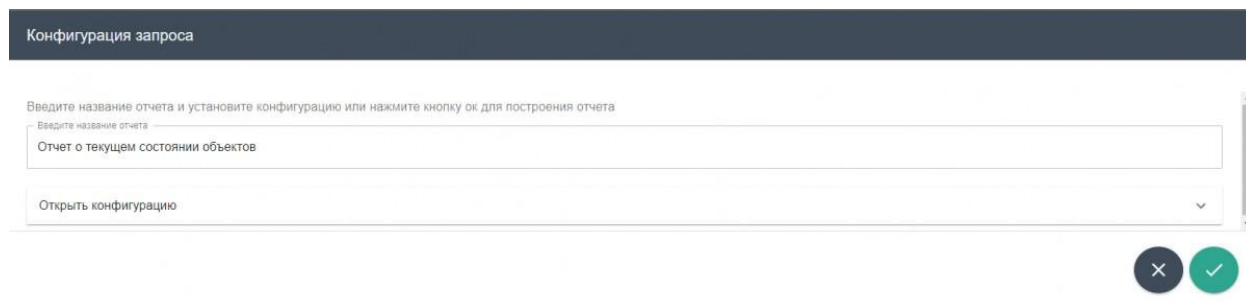 Конфигурация запроса
Введите название отчета и установите конфигурацию или нажмите кнопку ок для построения отчета
Введите название отчета
Отчет о текущем состоянии объектов
Открыть конфигурацию